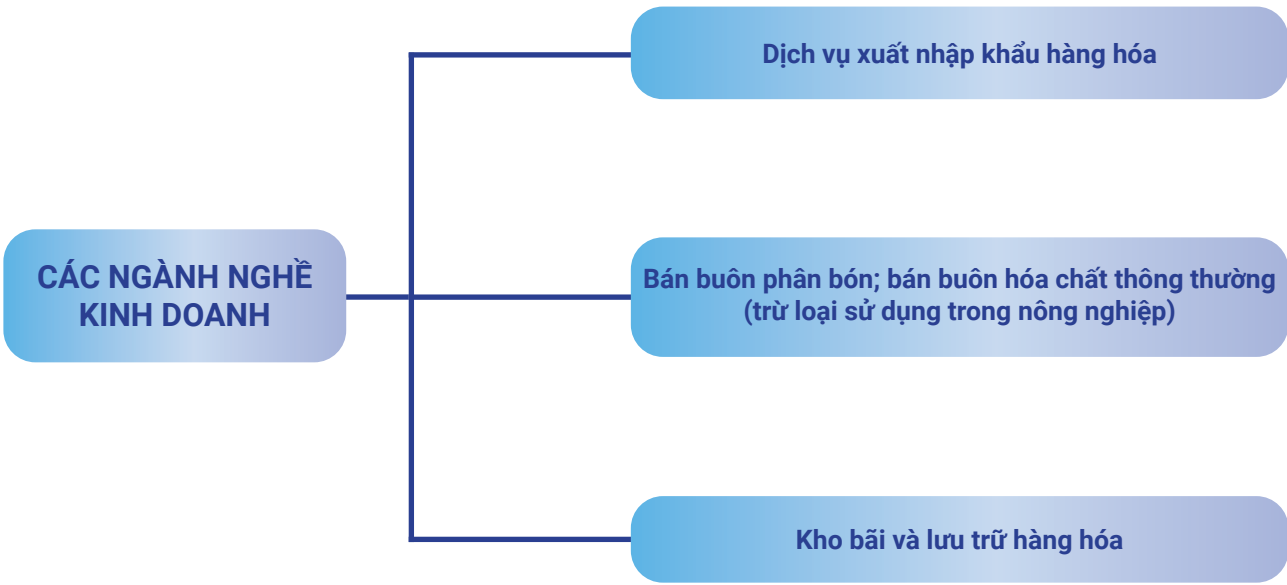 CÁC NGÀNH NGHỀ
KINH DOANH
Dịch vụ xuất nhập khẩu hàng hóa
Bán buôn phân bón; bán buôn hóa chất thông thường
(trừ loại sử dụng trong nông nghiệp)
Kho bãi và lưu trữ hàng hóa